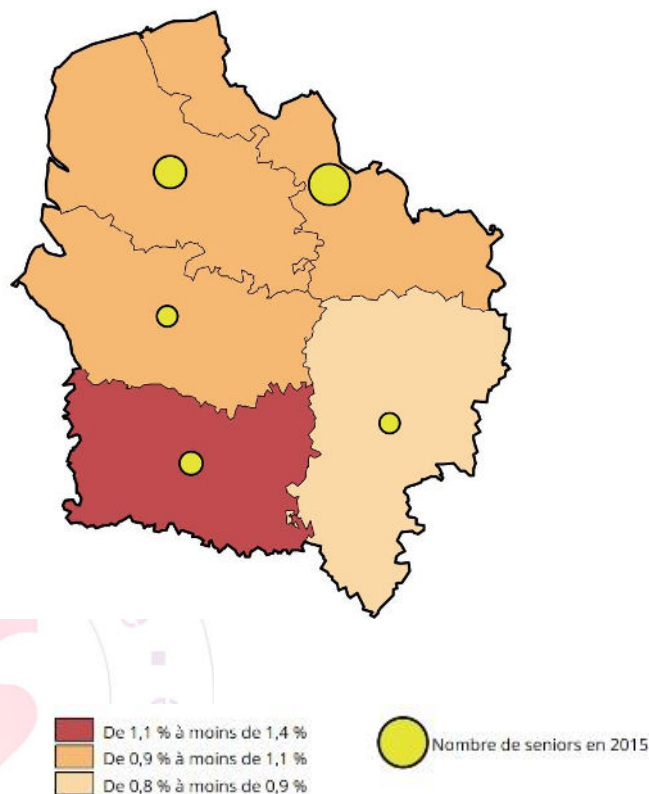 De 1,1 % à moins de 1,4 %
De 0,9 % à moins de 1,1 %
De 0,8 % à moins de 0,9 %
Nombre de seniors en 2015